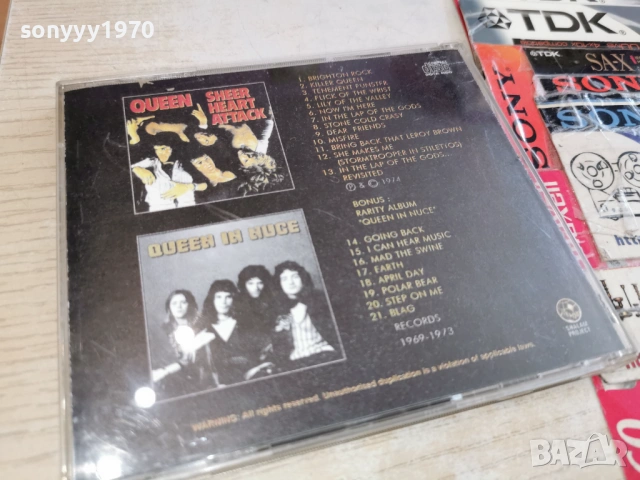 sonyyy1970
QUEEN SHEER
HEART
ATTACK
1. BRIGHTON ROCK
2. KILLER QUEEN
3. TENEMENT FUNSTER
4. FLICK OF THE WRIST
5. LILY OF THE VALLEY
6. NOW I'M HERE
7. IN THE LAP OF THE GODS
8. STONE COLD CRASY
9. DEAR FRIENDS
10. MISFIRE
11. BRING BACK THAT LEROY BROWN
12. SHE MAKES ME
(STORMTROOPER IN STILETTOS)
13. IN THE LAP OF THE GODS...
REVISITED
℗ & © 1974
BONUS:
RARITY ALBUM
"QUEEN IN NUCE"
QUEEN IN NUCE
14. GOING BACK
15. I CAN HEAR MUSIC
16. MAD THE SWINE
17. EARTH
18. APRIL DAY
19. POLAR BEAR
20. STEP ON ME
21. BLAG
RECORDS
1969-1973
WARNING: All rights reserved. Unauthorised duplication is a violation of applicable laws.
PROJECT
TDK
TDK
SONY
maxell
bazar